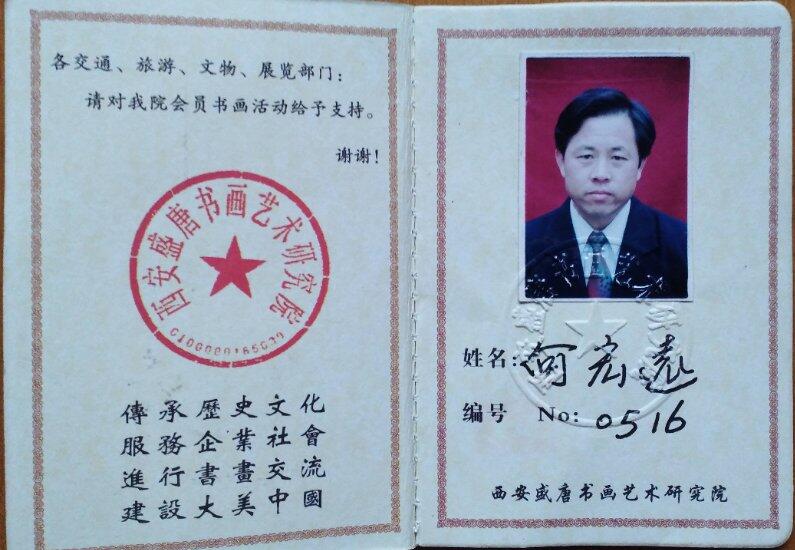 各交通、旅游、文物、展览部门：
请对我院会员书画活动给予支持。
谢谢！
西安盛唐书画艺术研究院
傳承歷史文化
服務企業社會
進行書畫交流
建設大美中國
姓名：何宏远
编号 No: 0516
西安盛唐书画艺术研究院